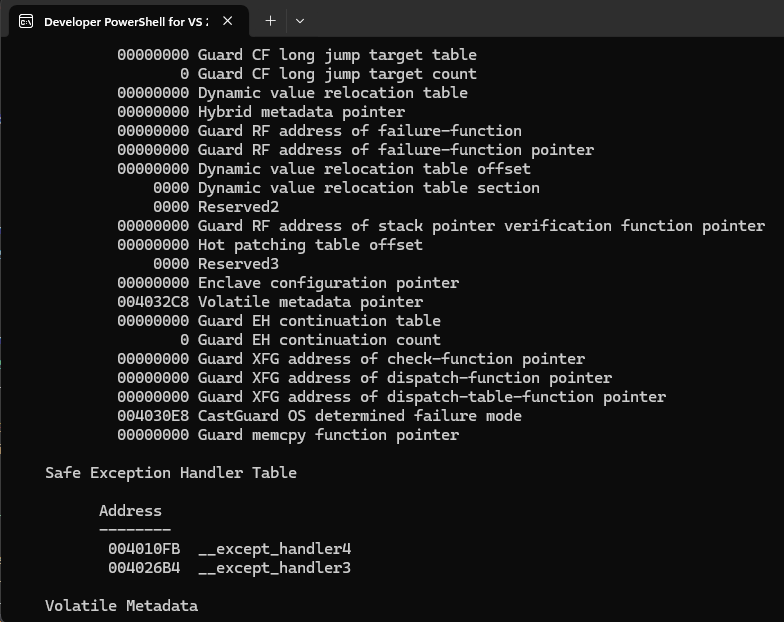 Developer PowerShell for VS 2
00000000 Guard CF long jump target table
0 Guard CF long jump target count
00000000 Dynamic value relocation table
00000000 Hybrid metadata pointer
00000000 Guard RF address of failure-function
00000000 Guard RF address of failure-function pointer
00000000 Dynamic value relocation table offset
0000 Dynamic value relocation table section
0000 Reserved2
00000000 Guard RF address of stack pointer verification function pointer
00000000 Hot patching table offset
0000 Reserved3
00000000 Enclave configuration pointer
004032C8 Volatile metadata pointer
00000000 Guard EH continuation table
0 Guard EH continuation count
00000000 Guard XFG address of check-function pointer
00000000 Guard XFG address of dispatch-function pointer
00000000 Guard XFG address of dispatch-table-function pointer
004030E8 CastGuard OS determined failure mode
00000000 Guard memcpy function pointer
Safe Exception Handler Table
Address
--------
004010FB __except_handler4
004026B4 __except_handler3
Volatile Metadata